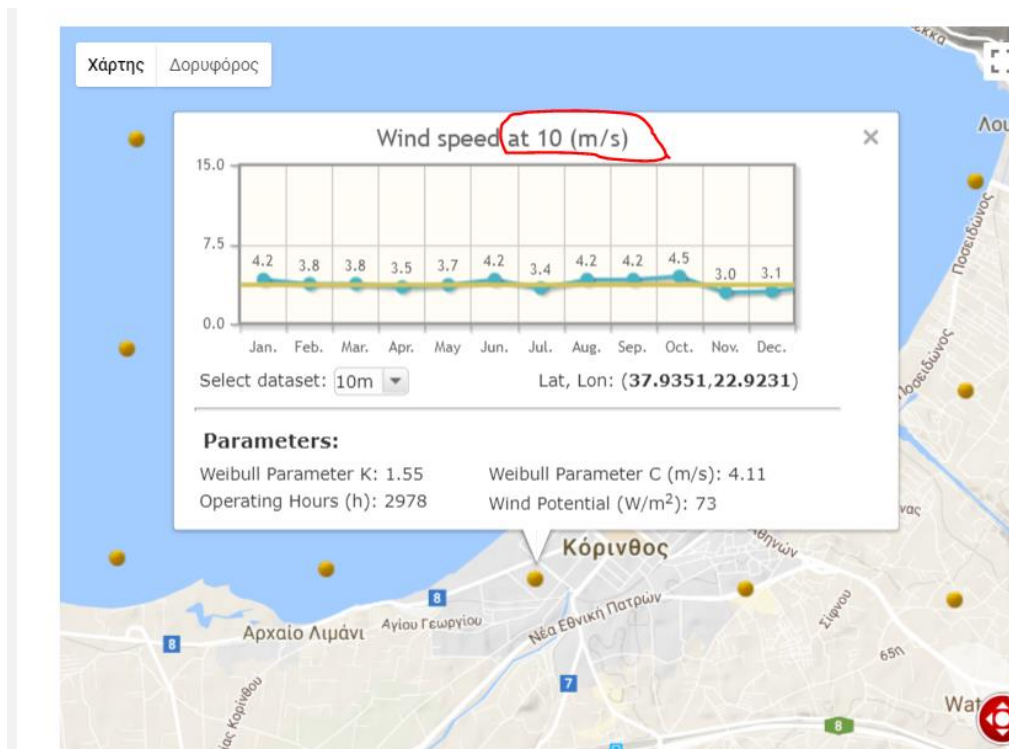 Χάρτης Δορυφόρος
Wind speed at 10 (m/s)
×
15.0
7.5
0.0
4.2 3.8 3.8 3.5 3.7 4.2 3.4 4.2 4.2 4.5 3.0 3.1
Jan. Feb. Mar. Apr. May Jun. Jul. Aug. Sep. Oct. Nov. Dec.
Select dataset: 10m Lat, Lon: (37.9351,22.9231)
Parameters:
Weibull Parameter K: 1.55 Weibull Parameter C (m/s): 4.11
Operating Hours (h): 2978 Wind Potential (W/m²): 73
Λου
Ποσειδώνος
Ποσειδώνος
Κόρινθος
8
Αρχαίο Λιμάνι
Αγίου Γεωργίου
8
Νέα Εθνική Πατρών
Σίφνου
65η
7
Wat
8